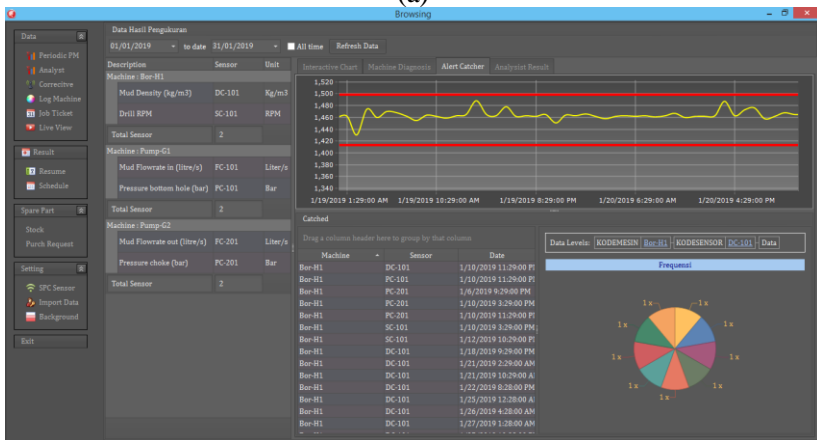 (a)
Browsing
Data
Periodic PM
Analyst
Correcitve
Log Machine
Job Ticket
Live View
Result
Resume
Schedule
Spare Part
Stock
Purch Request
Setting
SPC Sensor
Import Data
Background
Exit
Data Hasil Pengukuran
01/01/2019 to date 31/01/2019 All time Refresh Data
Description Sensor Unit
Machine : Bor-H1
Mud Density (kg/m3) DC-101 Kg/m3
Drill RPM SC-101 RPM
Total Sensor 2
Machine : Pump-G1
Mud Flowrate in (litre/s) FC-101 Liter/s
Pressure bottom hole (bar) PC-101 Bar
Total Sensor 2
Machine : Pump-G2
Mud Flowrate out (litre/s) FC-201 Liter/s
Pressure choke (bar) PC-201 Bar
Total Sensor 2
Interactive Chart Machine Diagnosis Alert Catcher Analysist Result
1,520
1,500
1,480
1,460
1,440
1,420
1,400
1,380
1,360
1,340
1/19/2019 1:29:00 AM 1/19/2019 10:29:00 AM 1/19/2019 8:29:00 PM 1/20/2019 6:29:00 AM 1/20/2019 4:29:00 PM
Catched
Drag a column header here to group by that column
Machine Sensor Date
Bor-H1 DC-101 1/10/2019 11:29:00 P
Bor-H1 PC-101 1/10/2019 11:29:00 P
Bor-H1 PC-201 1/6/2019 9:29:00 PM
Bor-H1 PC-201 1/10/2019 3:29:00 PM
Bor-H1 PC-201 1/10/2019 11:29:00 P
Bor-H1 SC-101 1/10/2019 3:29:00 PM
Bor-H1 SC-101 1/12/2019 10:29:00 P
Bor-H1 DC-101 1/18/2019 9:29:00 PM
Bor-H1 DC-101 1/21/2019 2:29:00 AM
Bor-H1 DC-101 1/21/2019 10:29:00 A
Bor-H1 DC-101 1/22/2019 8:28:00 PM
Bor-H1 DC-101 1/25/2019 12:28:00 A
Bor-H1 DC-101 1/26/2019 4:28:00 AM
Bor-H1 DC-101 1/27/2019 1:28:00 AM
Data Levels: KODEMESIN Bor-H1 KODESENSOR DC-101 Data
Frequensi
1 x
1 x
1 x
1 x
1 x
1 x
1 x
1 x
1 x